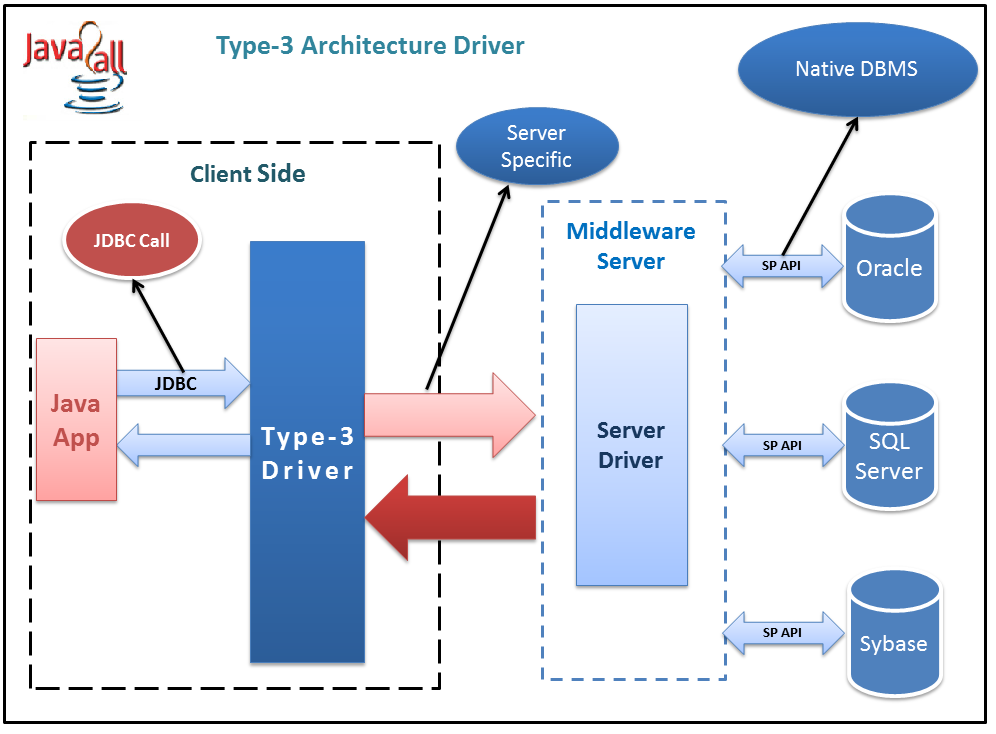 Java2all
Type-3 Architecture Driver
Native DBMS
Server
Specific
Client Side
JDBC Call
Middleware
Server
SP API
Oracle
JDBC
Java
App
Type-3
Driver
Server
Driver
SP API
SQL
Server
SP API
Sybase